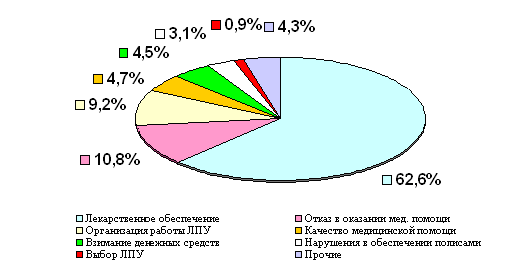 3,1%
0,9%
4,3%
4,5%
4,7%
9,2%
10,8%
62,6%
Лекарственное обеспечение
Отказ в оказании мед. помощи
Организация работы ЛПУ
Качество медицинской помощи
Взимание денежных средств
Нарушения в обеспечении полисами
Выбор ЛПУ
Прочие